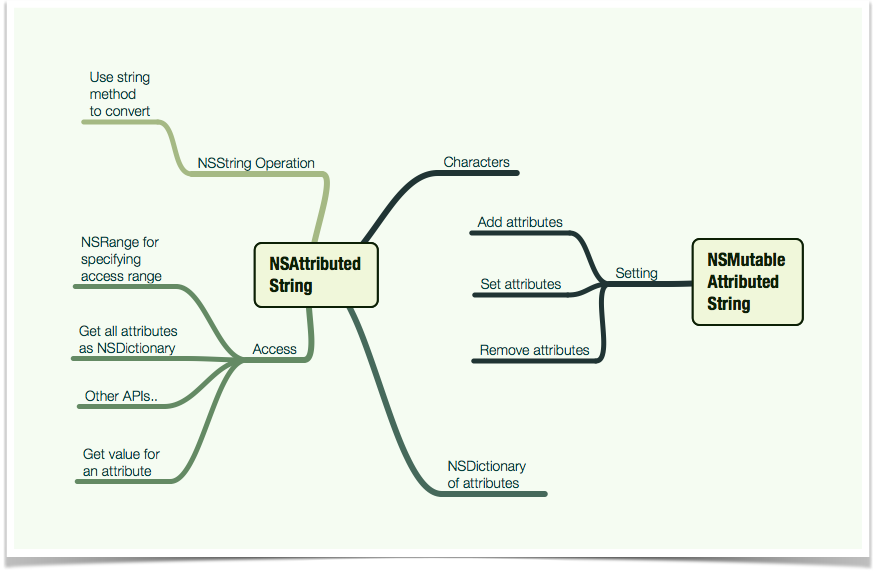 Use string
method
to convert
NSString Operation
Characters
NSRange for
specifying
access range
NSAttributed
String
Get all attributes
as NSDictionary
Access
Other APIs..
Get value for
an attribute
NSDictionary
of attributes
Add attributes
Set attributes
Remove attributes
Setting
NSMutable
Attributed
String